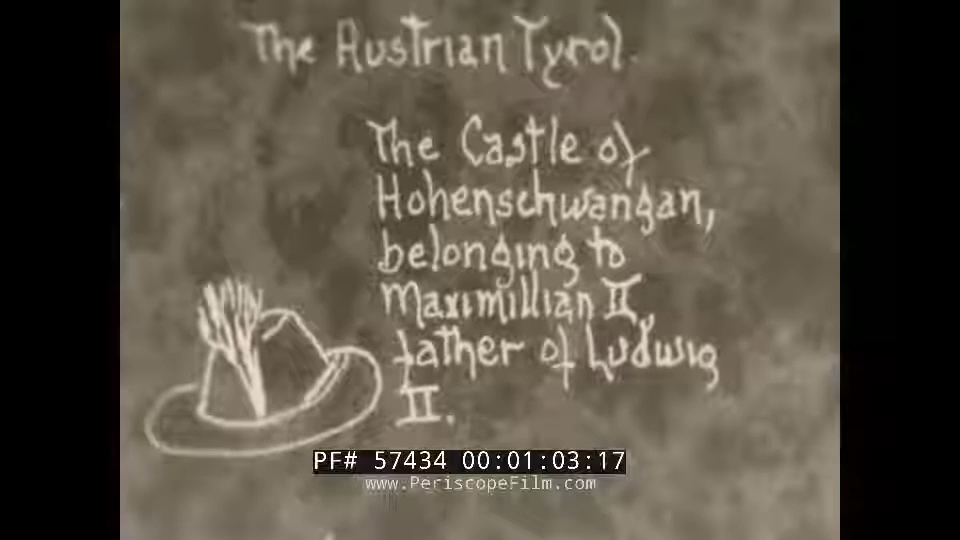 The Austrian Tyrol.
The Castle of
Hohenschwangan,
belonging to
Maximillian II,
father of Ludwig
II.
PF# 57434 00:01:03:17
www.PeriscopeFilm.com